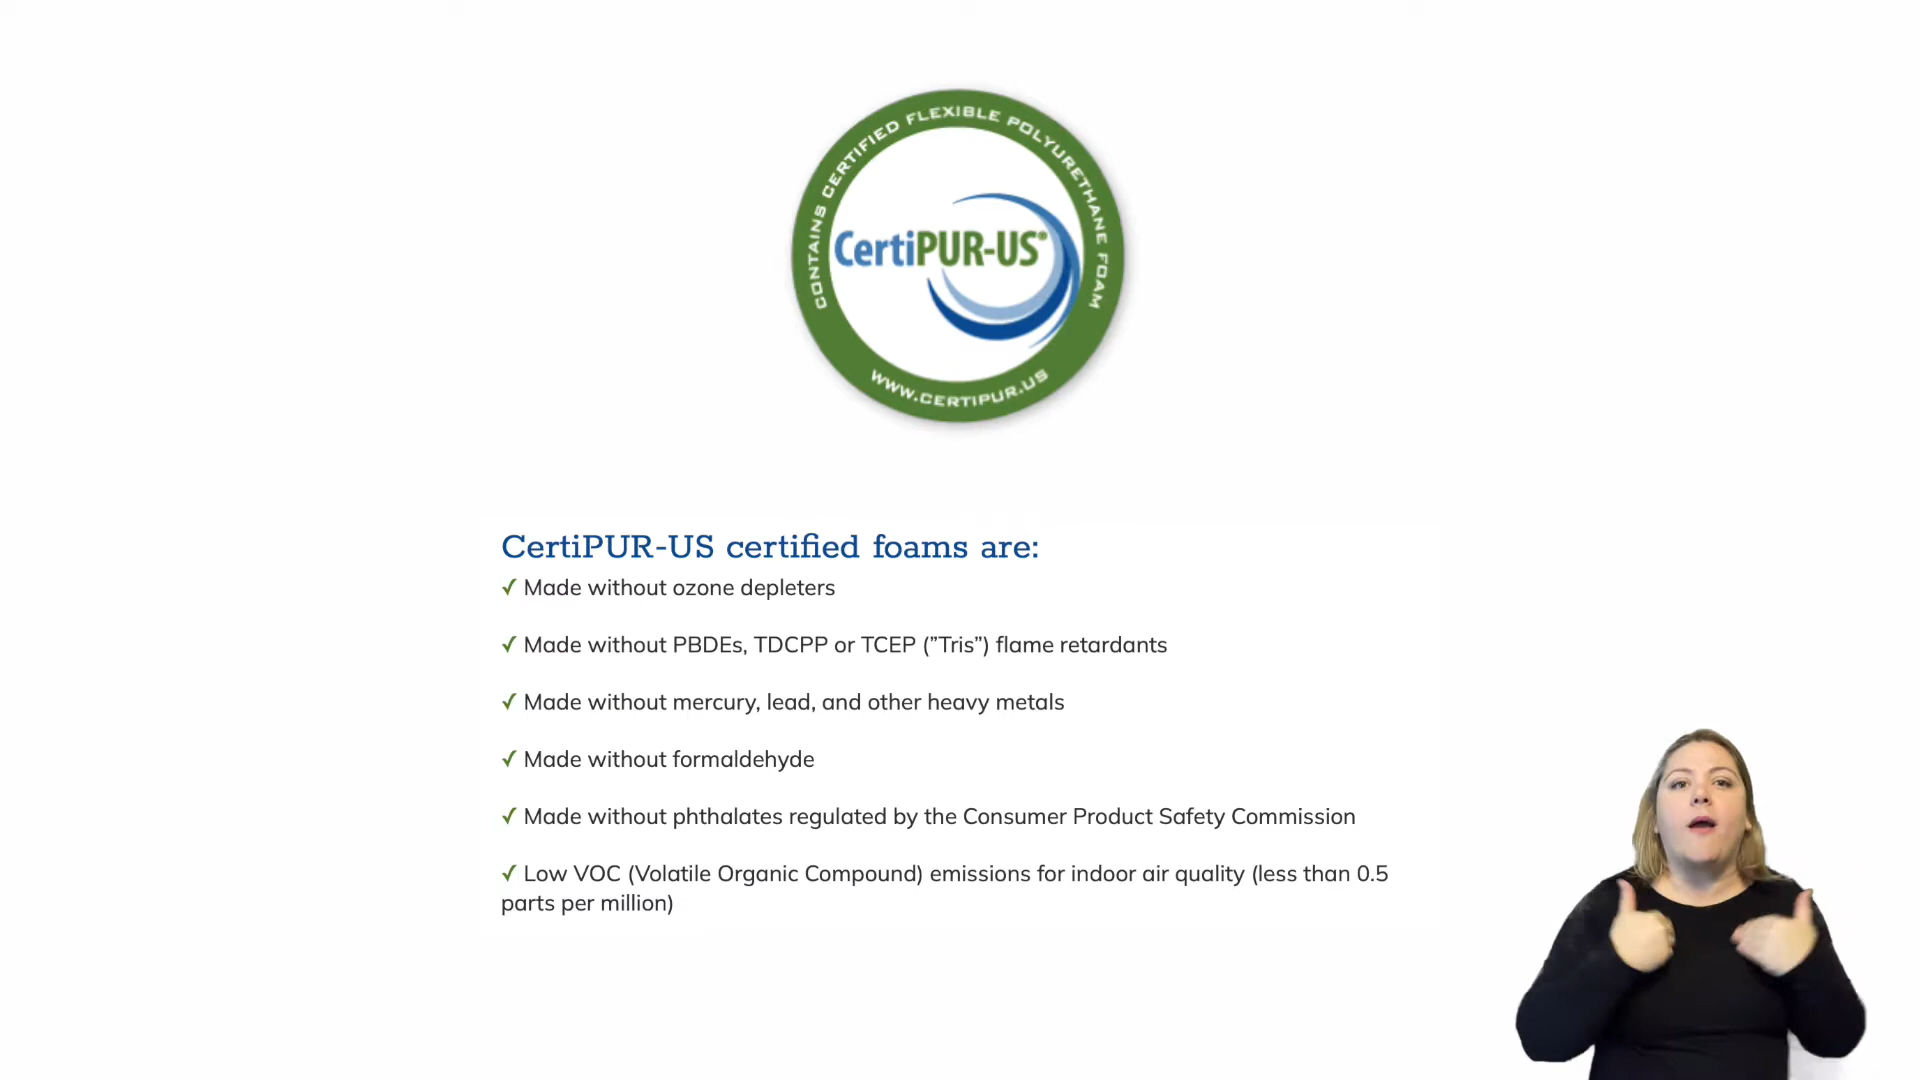 CONTAINS CERTIFIED FLEXIBLE POLYURETHANE FOAM
CertiPUR-US®
WWW.CERTIPUR.US
CertiPUR-US certified foams are:
✓ Made without ozone depleters
✓ Made without PBDEs, TDCPP or TCEP (”Tris”) flame retardants
✓ Made without mercury, lead, and other heavy metals
✓ Made without formaldehyde
✓ Made without phthalates regulated by the Consumer Product Safety Commission
✓ Low VOC (Volatile Organic Compound) emissions for indoor air quality (less than 0.5
parts per million)